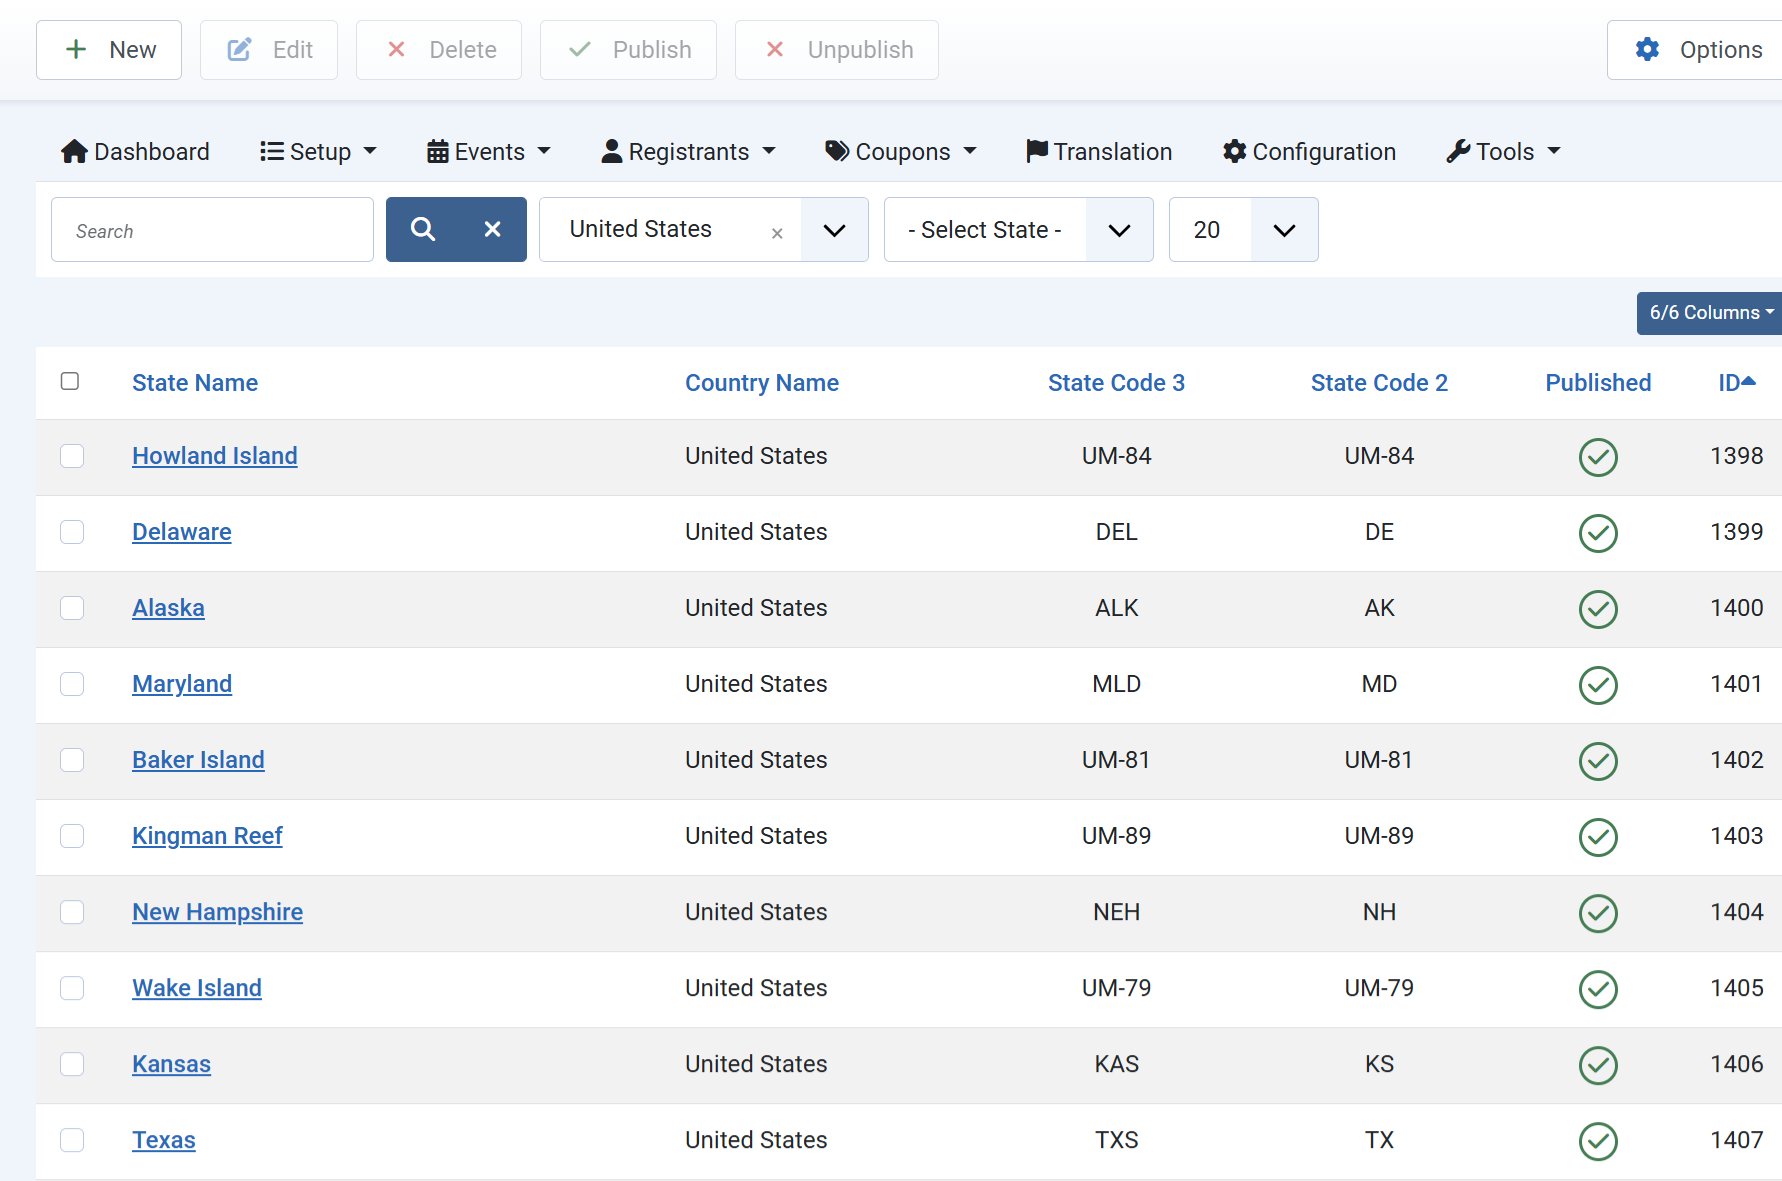 New Edit Delete Publish Unpublish Options
Dashboard Setup Events Registrants Coupons Translation Configuration Tools
Search United States × - Select State - 20
6/6 Columns
State Name Country Name State Code 3 State Code 2 Published ID
Howland Island United States UM-84 UM-84 1398
Delaware United States DEL DE 1399
Alaska United States ALK AK 1400
Maryland United States MLD MD 1401
Baker Island United States UM-81 UM-81 1402
Kingman Reef United States UM-89 UM-89 1403
New Hampshire United States NEH NH 1404
Wake Island United States UM-79 UM-79 1405
Kansas United States KAS KS 1406
Texas United States TXS TX 1407